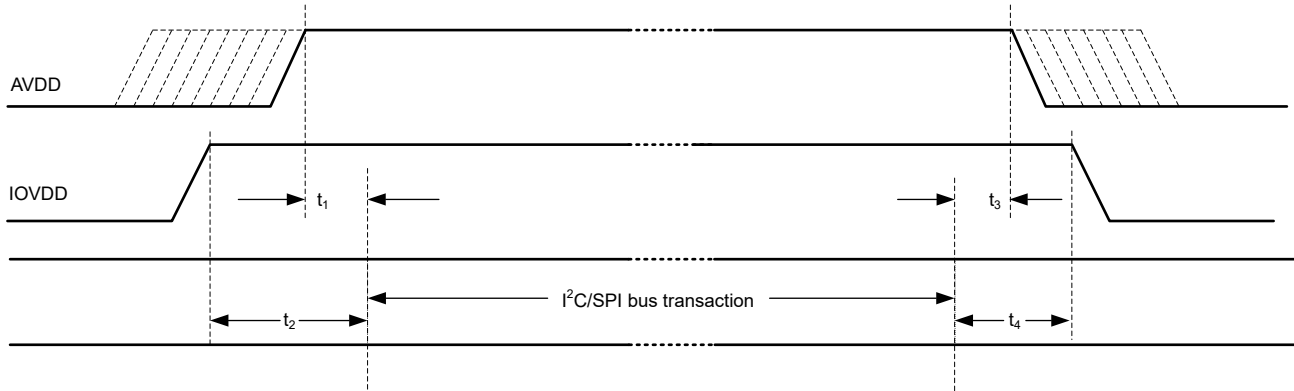 AVDD
IOVDD
t₁
t₃
I²C/SPI bus transaction
t₂
t₄